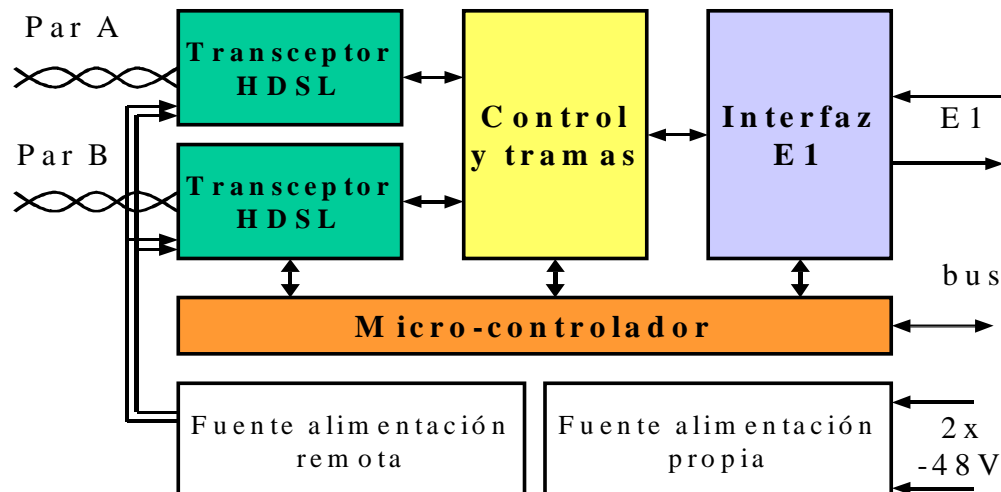 Par A
Transceptor
HDSL
Control
y tramas
Interfaz
E1
E1
Par B
Transceptor
HDSL
bus
Micro-controlador
Fuente alimentación
remota
Fuente alimentación
propia
2x
-48V